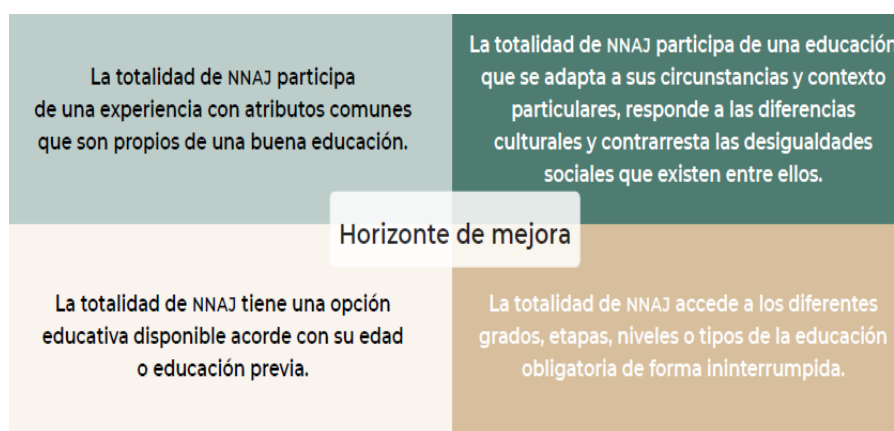 La totalidad de NNAJ participa
de una experiencia con atributos comunes
que son propios de una buena educación.
La totalidad de NNAJ participa de una educación
que se adapta a sus circunstancias y contexto
particulares, responde a las diferencias
culturales y contrarresta las desigualdades
sociales que existen entre ellos.
Horizonte de mejora
La totalidad de NNAJ tiene una opción
educativa disponible acorde con su edad
o educación previa.
La totalidad de NNAJ accede a los diferentes
grados, etapas, niveles o tipos de la educación
obligatoria de forma ininterrumpida.